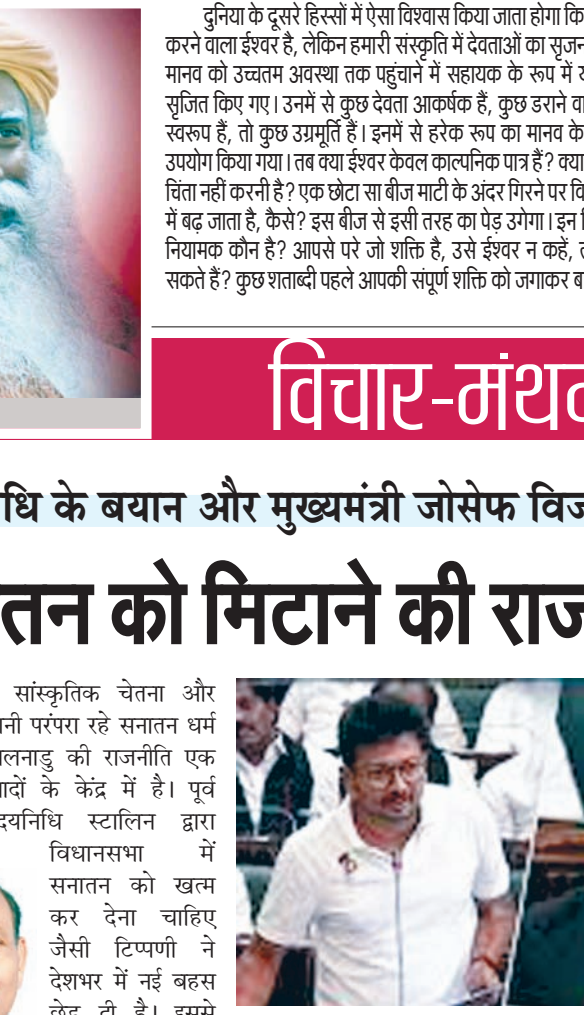 दुनिया के दूसरे हिस्सों में ऐसा विश्वास किया जाता होगा कि
करने वाला ईश्वर है, लेकिन हमारी संस्कृति में देवताओं का सृजन
मानव को उच्चतम अवस्था तक पहुंचाने में सहायक के रूप में
सृजित किए गए। उनमें से कुछ देवता आकर्षक हैं, कुछ डराने
स्वरूप हैं, तो कुछ उग्रमूर्ति हैं। इनमें से हरेक रूप का मानव के
उपयोग किया गया। तब क्या ईश्वर केवल काल्पनिक पात्र हैं? क्या
चिंता नहीं करनी है? एक छोटा सा बीज माटी के अंदर गिरने पर
में बढ़ जाता है, कैसे? इस बीज से इसी तरह का पेड़ उगेगा। इन
नियामक कौन है? आपसे परे जो शक्ति है, उसे ईश्वर न कहें,
सकते हैं? कुछ शताब्दी पहले आपकी संपूर्ण शक्ति को जगाकर
विचार-मंथ
धि के बयान और मुख्यमंत्री जोसेफ विज
तन को मिटाने की राज
सांस्कृतिक चेतना और
नी परंपरा रहे सनातन धर्म
लनाडु की राजनीति एक
ादों के केंद्र में है। पूर्व
दयनिधि स्टालिन द्वारा
विधानसभा में
सनातन को खत्म
कर देना चाहिए
जैसी टिप्पणी ने
देशभर में नई बहस
छेड़ दी है। इससे